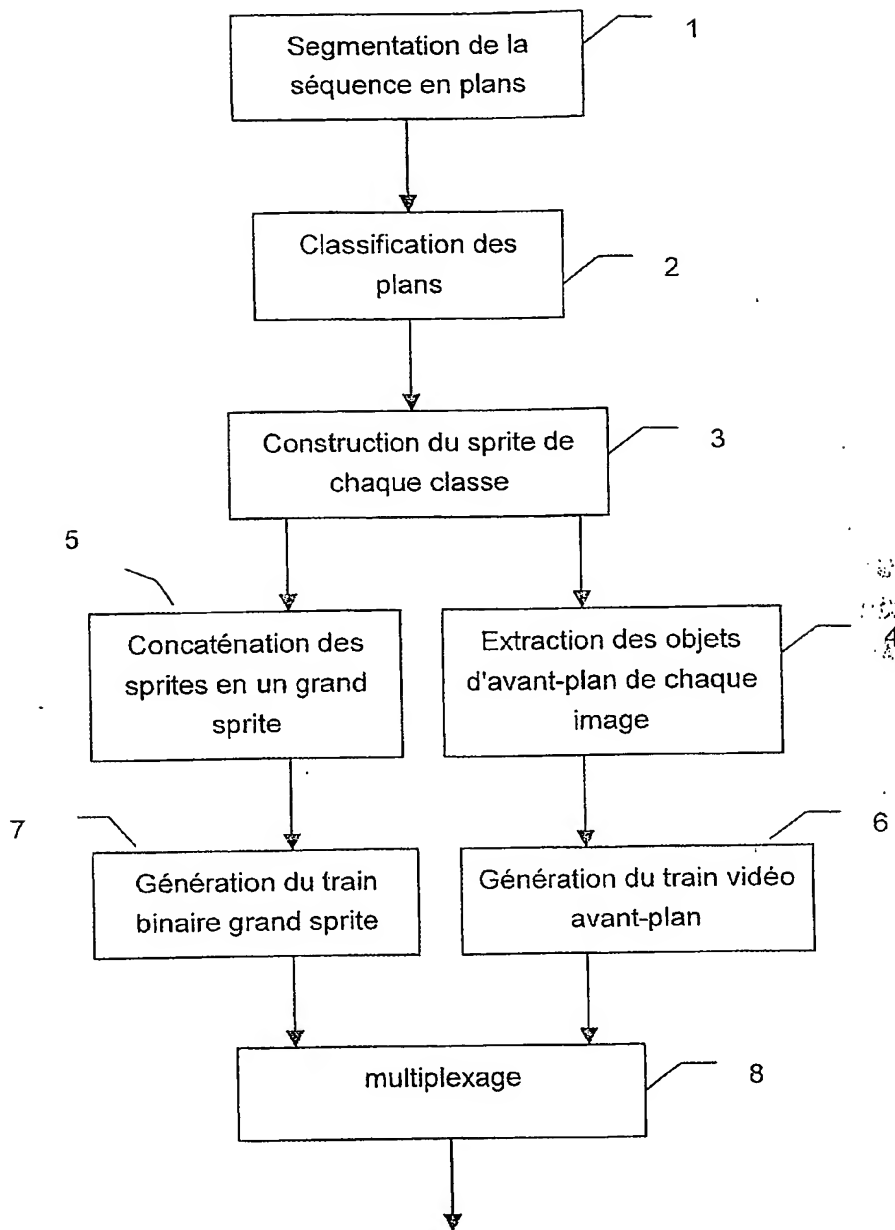 Segmentation de la
séquence en plans
1
Classification des
plans
2
Construction du sprite de
chaque classe
3
5
Concaténation des
sprites en un grand
sprite
Extraction des objets
d'avant-plan de chaque
image
4
7
Génération du train
binaire grand sprite
6
Génération du train vidéo
avant-plan
multiplexage
8